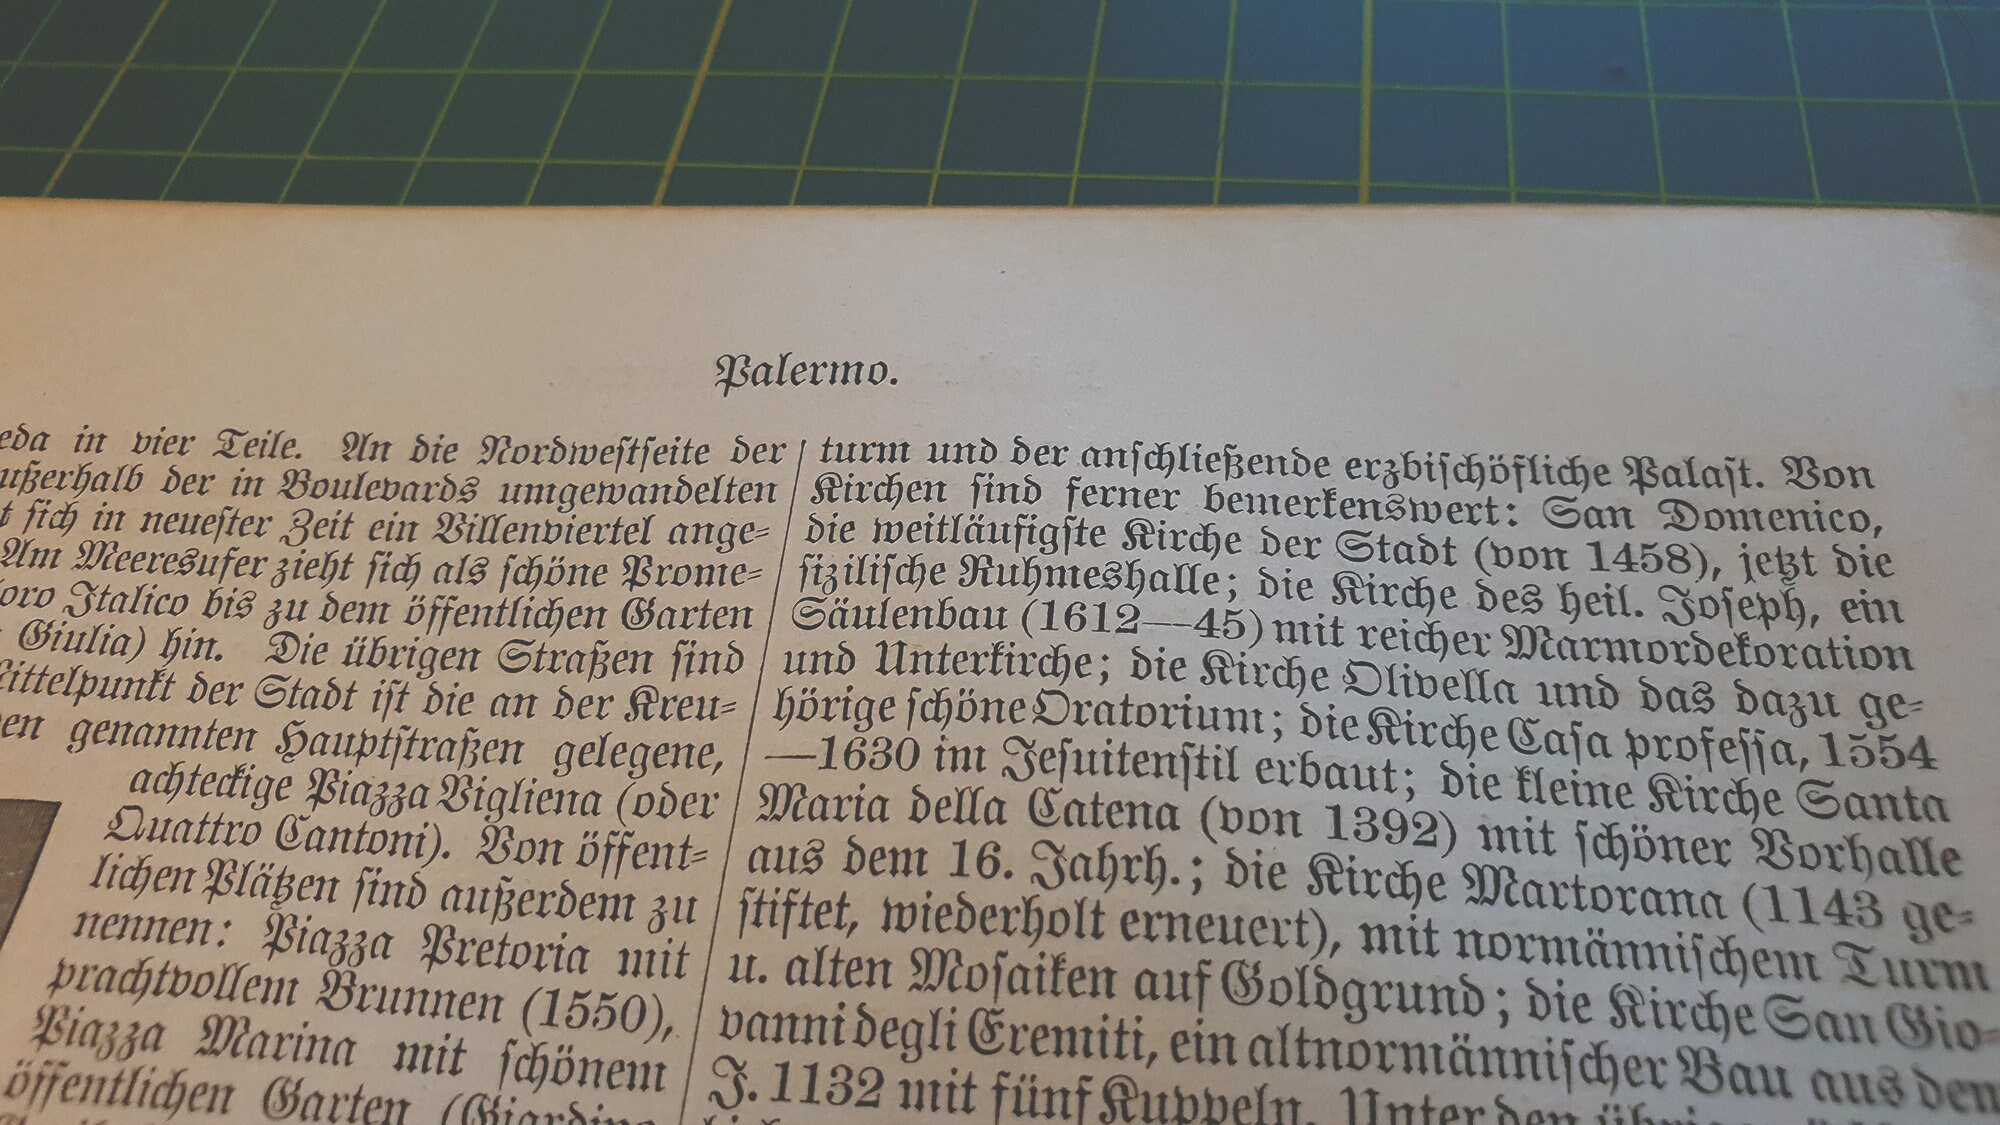 Palermo.
in vier Teile. An die Nordwestseite der
der in Boulevards umgewandelten
sich in neuester Zeit ein Villenviertel ange-
Am Meeresufer zieht sich als schöne Prome-
Italico bis zu dem öffentlichen Garten
Giulia) hin. Die übrigen Straßen sind
der Stadt ist die an der Kreu-
genannten Hauptstraßen gelegene,
achteckige Piazza Vigliena (oder
Quattro Cantoni). Von öffent-
lichen Plätzen sind außerdem zu
nennen: Piazza Pretoria mit
prachtvollem Brunnen (1550),
Piazza Marina mit schönem
öffentlichen Garten (Giardino
turm und der anschließende erzbischöfliche Palast. Von
Kirchen sind ferner bemerkenswert: San Domenico,
die weitläufigste Kirche der Stadt (von 1458), jetzt die
sizilische Ruhmeshalle; die Kirche des heil. Joseph, ein
Säulenbau (1612—45) mit reicher Marmordekoration
und Unterkirche; die Kirche Olivella und das dazu ge-
hörige schöne Oratorium; die Kirche Casa professa, 1554
—1630 im Jesuitenstil erbaut; die kleine Kirche Santa
Maria della Catena (von 1392) mit schöner Vorhalle
aus dem 16. Jahrh.; die Kirche Martorana (1143 ge-
stiftet, wiederholt erneuert), mit normännischem Turm
u. alten Mosaiken auf Goldgrund; die Kirche San Gio-
vanni degli Eremiti, ein altnormännischer Bau aus dem
J. 1132 mit fünf Kuppeln. Unter den